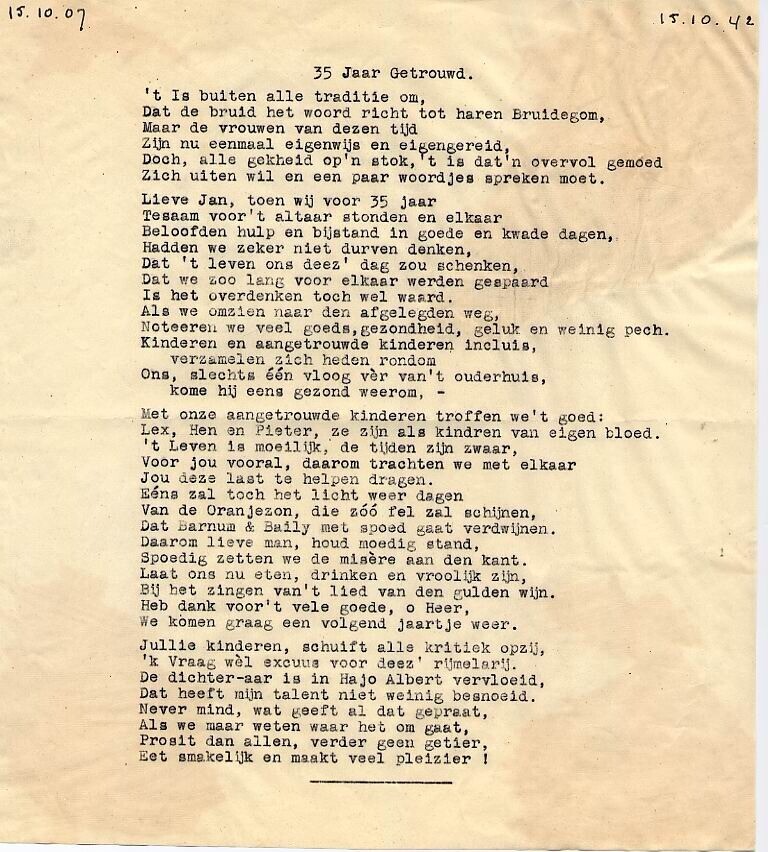 15.10.07
15.10.42
35 Jaar Getrouwd.
't Is buiten alle traditie om,
Dat de bruid het woord richt tot haren Bruidegom,
Maar de vrouwen van dezen tijd
Zijn nu eenmaal eigenwijs en eigengereid,
Doch, alle gekheid op'n stok,'t is dat'n overvol gemoed
Zich uiten wil en een paar woordjes spreken moet.
Lieve Jan, toen wij voor 35 jaar
Tesaam voor't altaar stonden en elkaar
Beloofden hulp en bijstand in goede en kwade dagen,
Hadden we zeker niet durven denken,
Dat 't leven ons deez' dag zou schenken,
Dat we zoo lang voor elkaar werden gespaard
Is het overdenken toch wel waard.
Als we omzien naar den afgelegden weg,
Noteeren we veel goeds,gezondheid, geluk en weinig pech.
Kinderen en aangetrouwde kinderen incluis,
verzamelen zich heden rondom
Ons, slechts één vloog vèr van't ouderhuis,
kome hij eens gezond weerom, -
Met onze aangetrouwde kinderen troffen we't goed:
Lex, Hen en Pieter, ze zijn als kindren van eigen bloed.
't Leven is moeilijk, de tijden zijn zwaar,
Voor jou vooral, daarom trachten we met elkaar
Jou deze last te helpen dragen.
Eéns zal toch het licht weer dagen
Van de Oranjezon, die zóó fel zal schijnen,
Dat Barnum & Baily met spoed gaat verdwijnen.
Daarom lieve man, houd moedig stand,
Spoedig zetten we de misère aan den kant.
Laat ons nu eten, drinken en vroolijk zijn,
Bij het zingen van't lied van den gulden wijn.
Heb dank voor't vele goede, o Heer,
We komen graag een volgend jaartje weer.
Jullie kinderen, schuift alle kritiek opzij,
'k Vraag wèl excuus voor deez' rijmelarij.
De dichter-aar is in Hajo Albert vervloeid,
Dat heeft mijn talent niet weinig besnoeid.
Never mind, wat geeft al dat gepraat,
Als we maar weten waar het om gaat,
Prosit dan allen, verder geen getier,
Eet smakelijk en maakt veel pleizier !